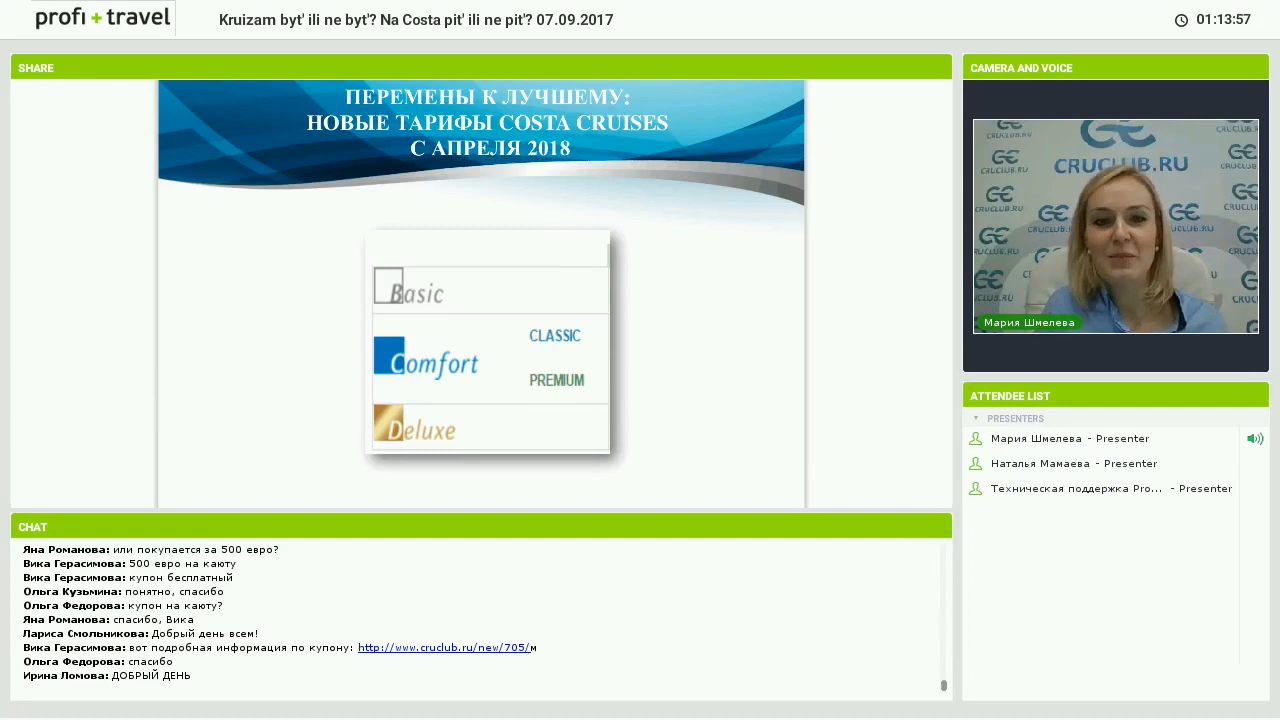 profi + travel
Kruizam byt' ili ne byt'? Na Costa pit' ili ne pit'? 07.09.2017
01:13:57
SHARE
ПЕРЕМЕНЫ К ЛУЧШЕМУ:
НОВЫЕ ТАРИФЫ COSTA CRUISES
С АПРЕЛЯ 2018
Basic
CLASSIC
Comfort
PREMIUM
Deluxe
CAMERA AND VOICE
CRUCLUB.RU
Мария Шмелева
ATTENDEE LIST
PRESENTERS
Мария Шмелева - Presenter
Наталья Мамаева - Presenter
Техническая поддержка Pro... - Presenter
CHAT
Яна Романова: или покупается за 500 евро?
Вика Герасимова: 500 евро на каюту
Вика Герасимова: купон бесплатный
Ольга Кузьмина: понятно, спасибо
Ольга Федорова: купон на каюту?
Яна Романова: спасибо, Вика
Лариса Смольникова: Добрый день всем!
Вика Герасимова: вот подробная информация по купону: http://www.cruclub.ru/new/705/м
Ольга Федорова: спасибо
Ирина Ломова: ДОБРЫЙ ДЕНЬ